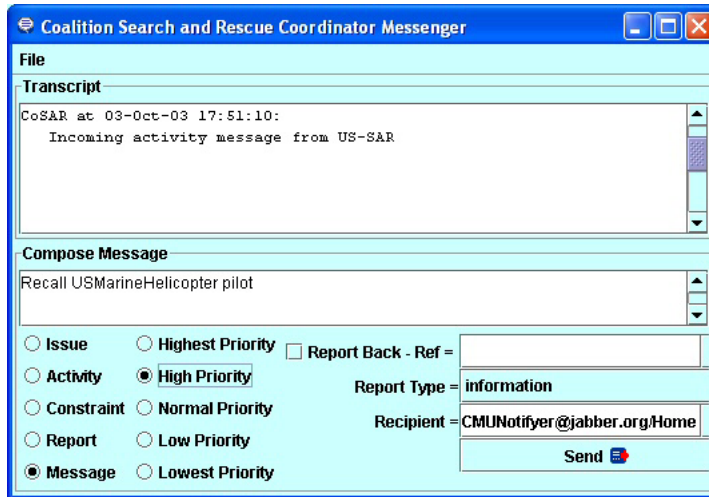 Coalition Search and Rescue Coordinator Messenger
File
Transcript
CoSAR at 03-Oct-03 17:51:10:
Incoming activity message from US-SAR
Compose Message
Recall USMarineHelicopter pilot
Issue
Highest Priority
Report Back - Ref =
Activity
High Priority
Report Type = information
Constraint
Normal Priority
Recipient = CMUNotifyer@jabber.org/Home
Report
Low Priority
Send
Message
Lowest Priority